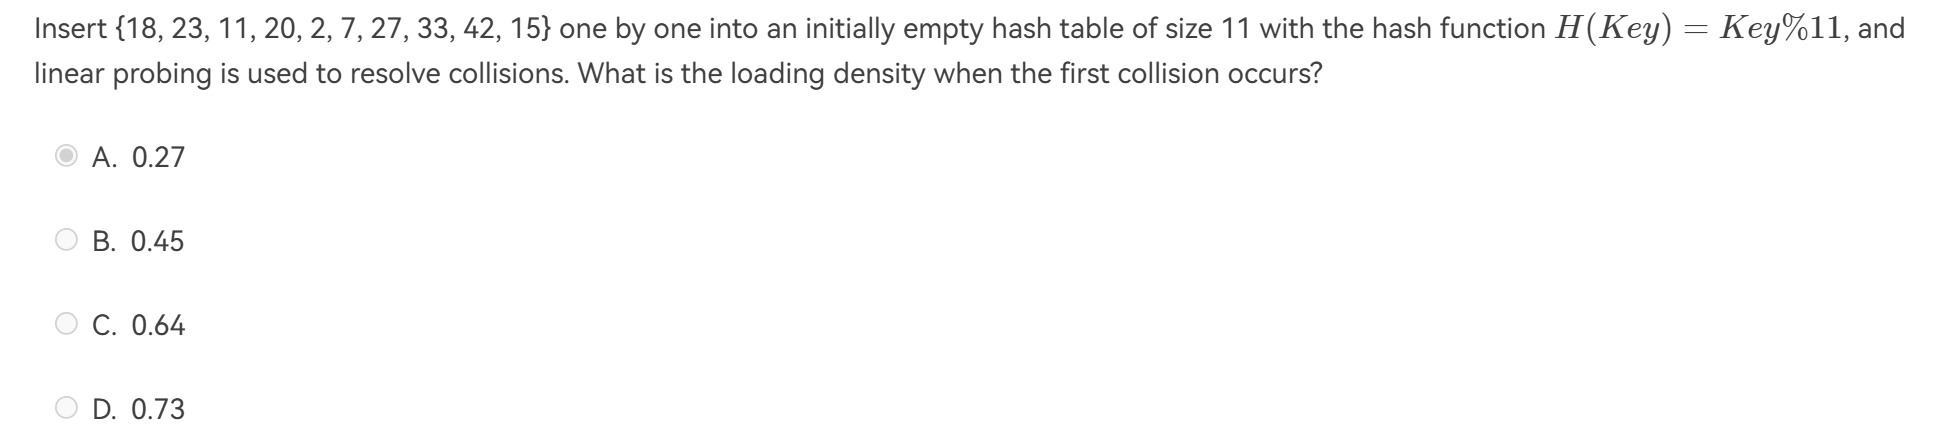 Insert {18, 23, 11, 20, 2, 7, 27, 33, 42, 15} one by one into an initially empty hash table of size 11 with the hash function H(Key) = Key%11, and
linear probing is used to resolve collisions. What is the loading density when the first collision occurs?
A. 0.27
B. 0.45
C. 0.64
D. 0.73